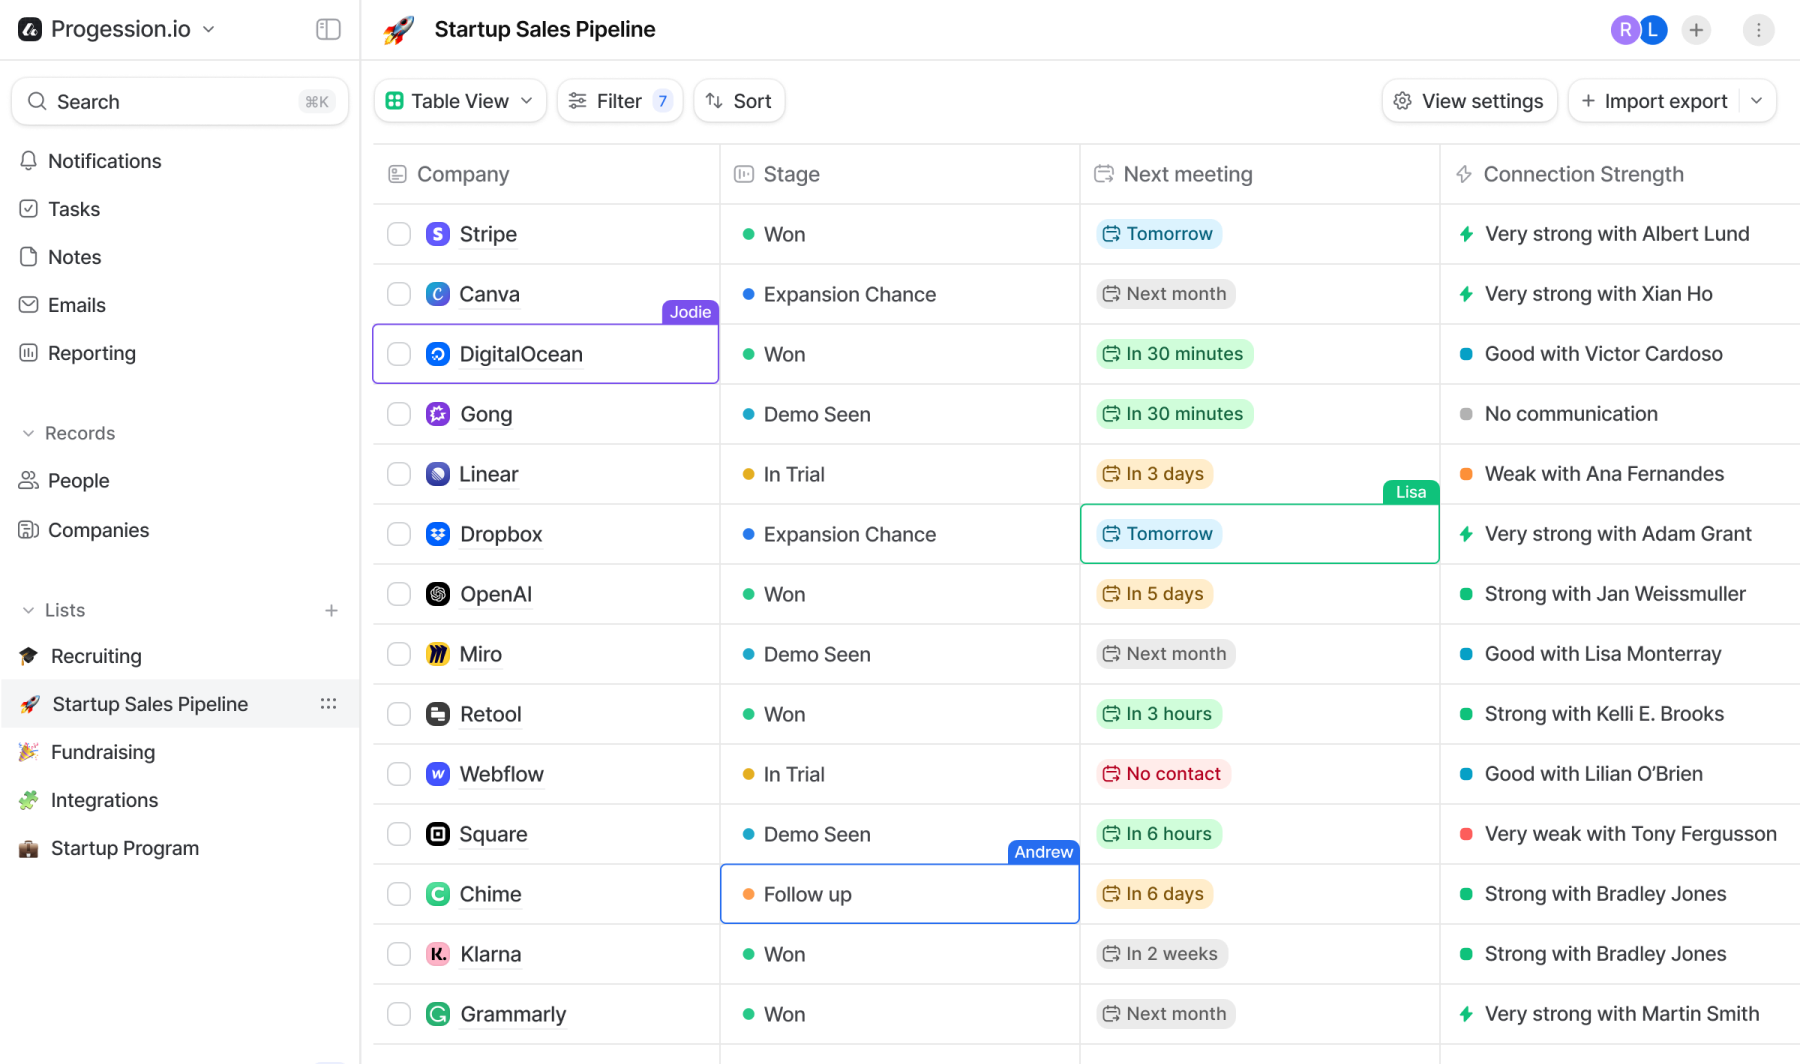 Progession.io
Startup Sales Pipeline
R L
Search ⌘K
Table View Filter 7 Sort View settings Import export
Notifications
Tasks
Notes
Emails
Reporting
Records
People
Companies
Lists
Recruiting
Startup Sales Pipeline
Fundraising
Integrations
Startup Program
Company Stage Next meeting Connection Strength
Stripe Won Tomorrow Very strong with Albert Lund
Canva Expansion Chance Next month Very strong with Xian Ho
Jodie
DigitalOcean Won In 30 minutes Good with Victor Cardoso
Gong Demo Seen In 30 minutes No communication
Linear In Trial In 3 days Weak with Ana Fernandes
Lisa
Dropbox Expansion Chance Tomorrow Very strong with Adam Grant
OpenAI Won In 5 days Strong with Jan Weissmuller
Miro Demo Seen Next month Good with Lisa Monterray
Retool Won In 3 hours Strong with Kelli E. Brooks
Webflow In Trial No contact Good with Lilian O’Brien
Square Demo Seen In 6 hours Very weak with Tony Fergusson
Andrew
Chime Follow up In 6 days Strong with Bradley Jones
Klarna Won In 2 weeks Strong with Bradley Jones
Grammarly Won Next month Very strong with Martin Smith